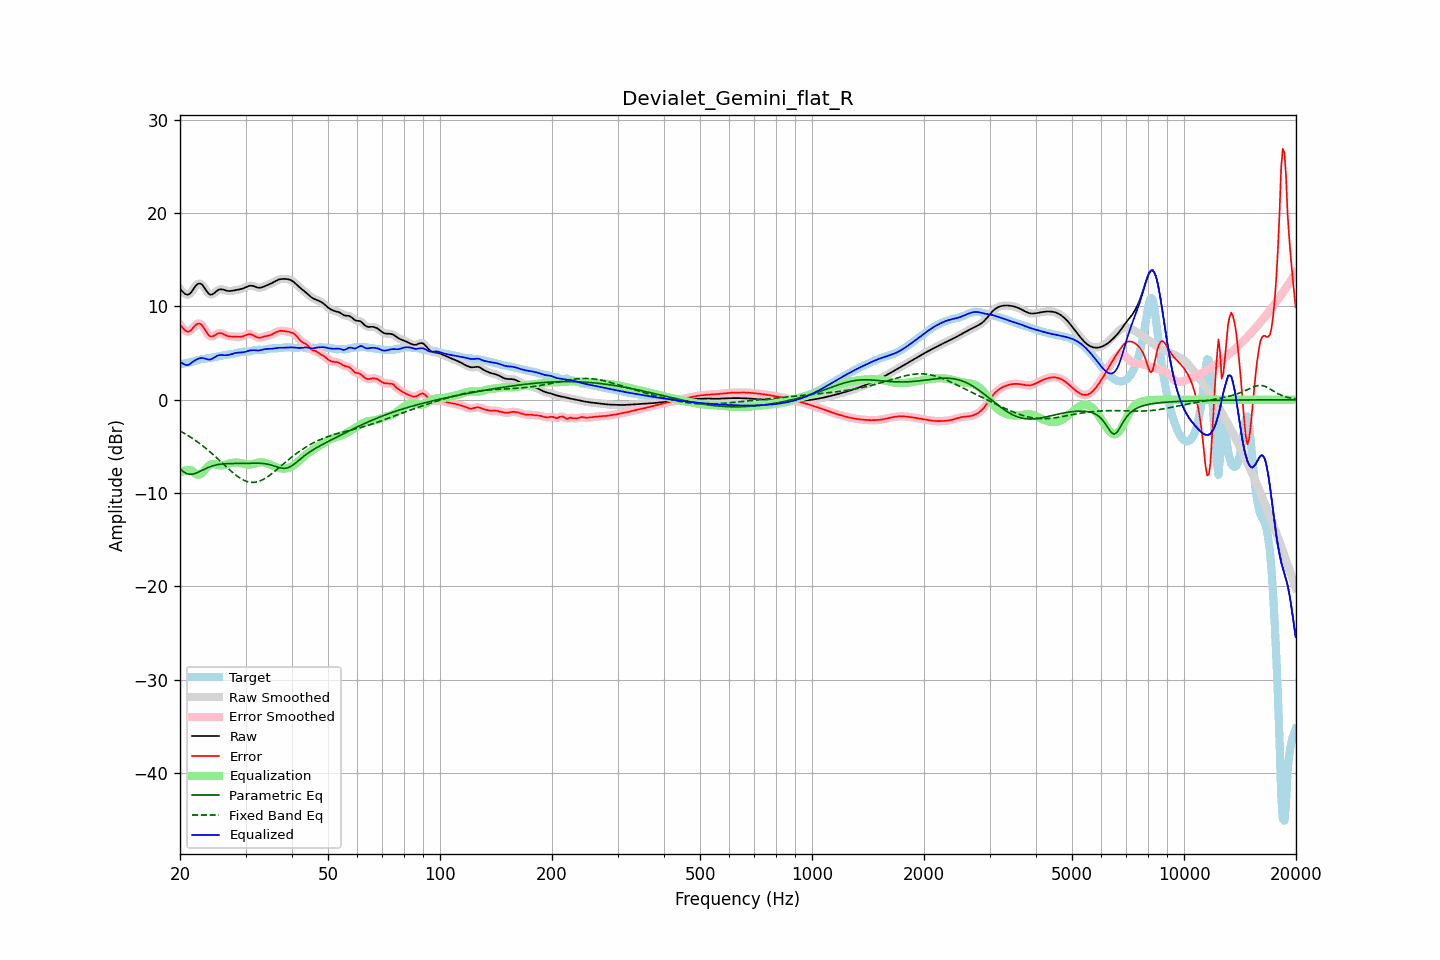 Devialet_Gemini_flat_R
Amplitude (dBr)
30
20
10
0
−10
−20
−30
−40
Target
Raw Smoothed
Error Smoothed
Raw
Error
Equalization
Parametric Eq
Fixed Band Eq
Equalized
20
50
100
200
500
1000
2000
5000
10000
20000
Frequency (Hz)